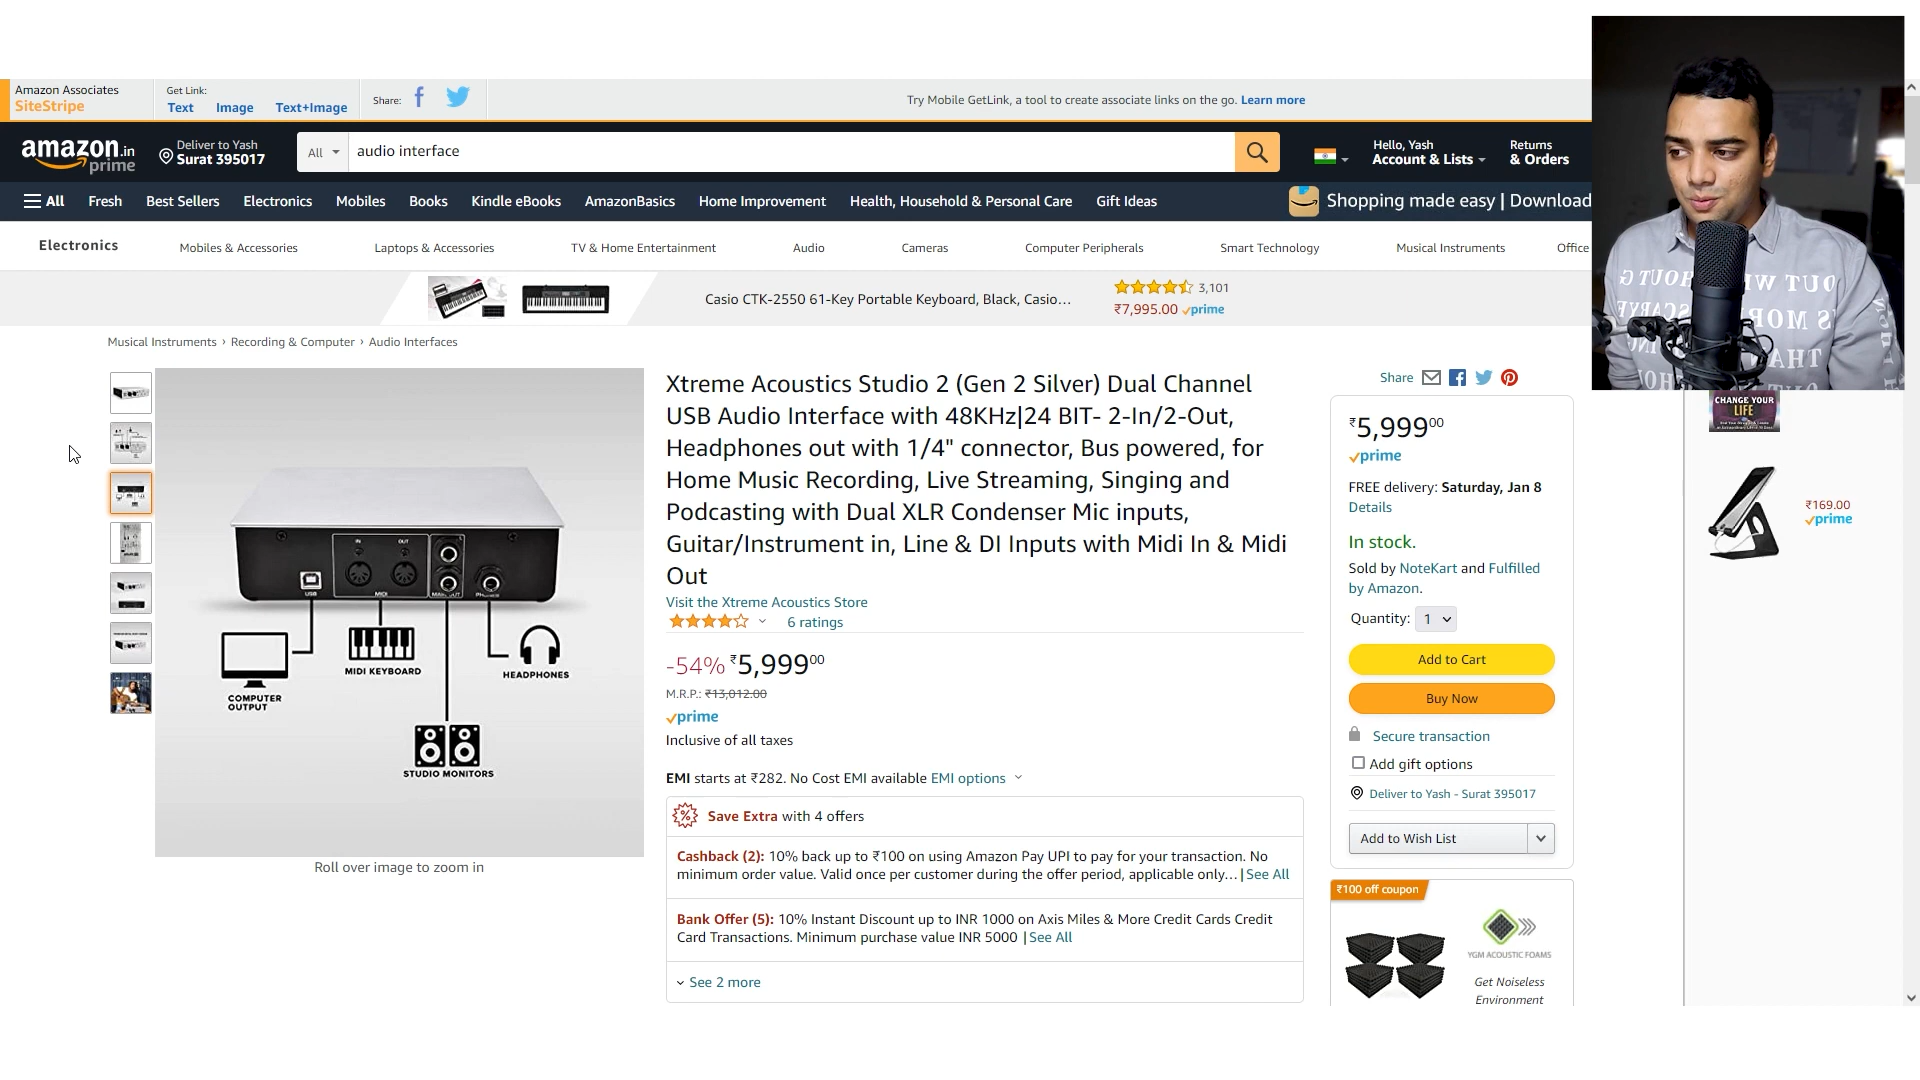 Amazon Associates
SiteStripe
Get Link:
Text Image Text+Image
Share:
Try Mobile GetLink, a tool to create associate links on the go. Learn more
amazon.in
prime
Deliver to Yash
Surat 395017
All
audio interface
Hello, Yash
Account & Lists
Returns
& Orders
All Fresh Best Sellers Electronics Mobiles Books Kindle eBooks AmazonBasics Home Improvement Health, Household & Personal Care Gift Ideas
Shopping made easy | Download
Electronics Mobiles & Accessories Laptops & Accessories TV & Home Entertainment Audio Cameras Computer Peripherals Smart Technology Musical Instruments Office
Casio CTK-2550 61-Key Portable Keyboard, Black, Casio...
3,101
₹7,995.00 prime
Musical Instruments › Recording & Computer › Audio Interfaces
IN OUT
USB MIDI
COMPUTER
OUTPUT
MIDI KEYBOARD
HEADPHONES
STUDIO MONITORS
Roll over image to zoom in
Xtreme Acoustics Studio 2 (Gen 2 Silver) Dual Channel
USB Audio Interface with 48KHz|24 BIT- 2-In/2-Out,
Headphones out with 1/4" connector, Bus powered, for
Home Music Recording, Live Streaming, Singing and
Podcasting with Dual XLR Condenser Mic inputs,
Guitar/Instrument in, Line & DI Inputs with Midi In & Midi
Out
Visit the Xtreme Acoustics Store
6 ratings
-54% ₹5,99900
M.R.P.: ₹13,012.00
prime
Inclusive of all taxes
EMI starts at ₹282. No Cost EMI available EMI options
Save Extra with 4 offers
Cashback (2): 10% back up to ₹100 on using Amazon Pay UPI to pay for your transaction. No
minimum order value. Valid once per customer during the offer period, applicable only... | See All
Bank Offer (5): 10% Instant Discount up to INR 1000 on Axis Miles & More Credit Cards Credit
Card Transactions. Minimum purchase value INR 5000 | See All
See 2 more
Share
₹5,99900
prime
FREE delivery: Saturday, Jan 8
Details
In stock.
Sold by NoteKart and Fulfilled
by Amazon.
Quantity: 1
Add to Cart
Buy Now
Secure transaction
Add gift options
Deliver to Yash - Surat 395017
Add to Wish List
₹100 off coupon
YGM ACOUSTIC FOAMS
Get Noiseless
Environment
CHANGE YOUR
LIFE
₹169.00
prime